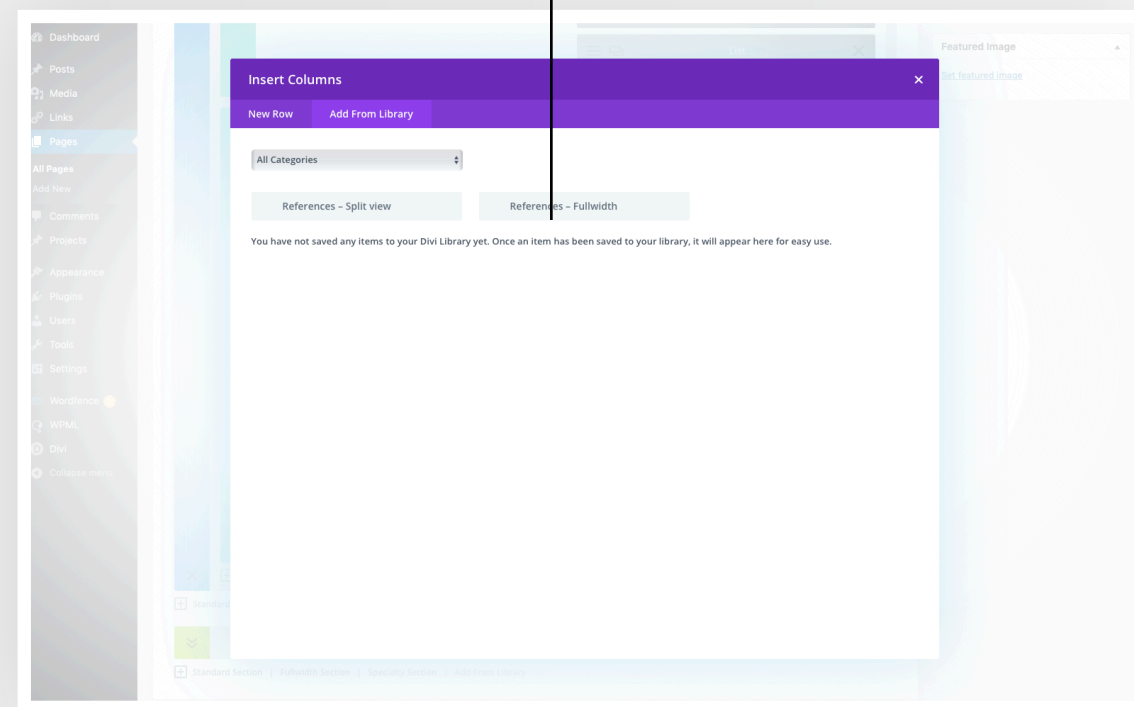 Dashboard
Posts
Media
Links
Pages
All Pages
Add New
Comments
Projects
Appearance
Plugins
Users
Tools
Settings
Wordfence
WPML
Divi
Collapse menu
List
Featured Image
Set featured image
Insert Columns
New Row
Add From Library
All Categories
References – Split view
References – Fullwidth
You have not saved any items to your Divi Library yet. Once an item has been saved to your library, it will appear here for easy use.
Standard
Standard Section | Fullwidth Section | Specialty Section | Add From Library